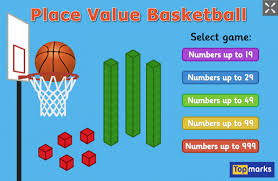 Place Value Basketball
Select game:
Numbers up to 19
Numbers up to 29
Numbers up to 49
Numbers up to 99
Numbers up to 999
Topmarks